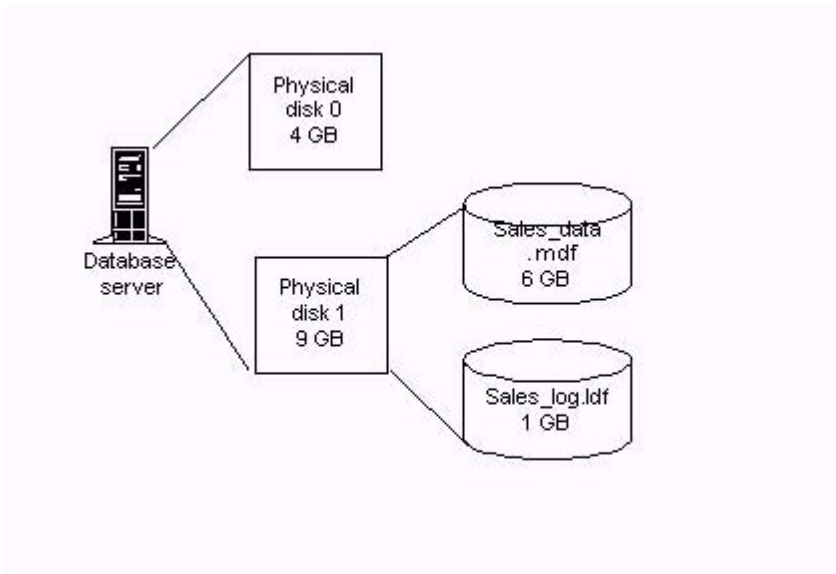 Physical
disk 0
4 GB
Database
server
Physical
disk 1
9 GB
Sales_data
.mdf
6 GB
Sales_log.ldf
1 GB